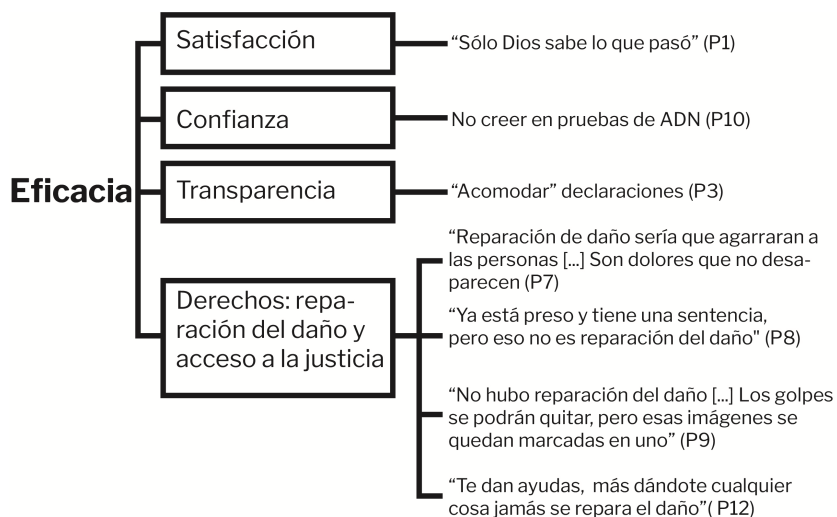 Eficacia
Satisfacción
“Sólo Dios sabe lo que pasó” (P1)
Confianza
No creer en pruebas de ADN (P10)
Transparencia
“Acomodar” declaraciones (P3)
Derechos: repa-
ración del daño y
acceso a la justicia
“Reparación de daño sería que agarraran a
las personas [...] Son dolores que no desa-
parecen (P7)
“Ya está preso y tiene una sentencia,
pero eso no es reparación del daño" (P8)
“No hubo reparación del daño [...] Los golpes
se podrán quitar, pero esas imágenes se
quedan marcadas en uno” (P9)
“Te dan ayudas,  más dándote cualquier
cosa jamás se repara el daño”( P12)